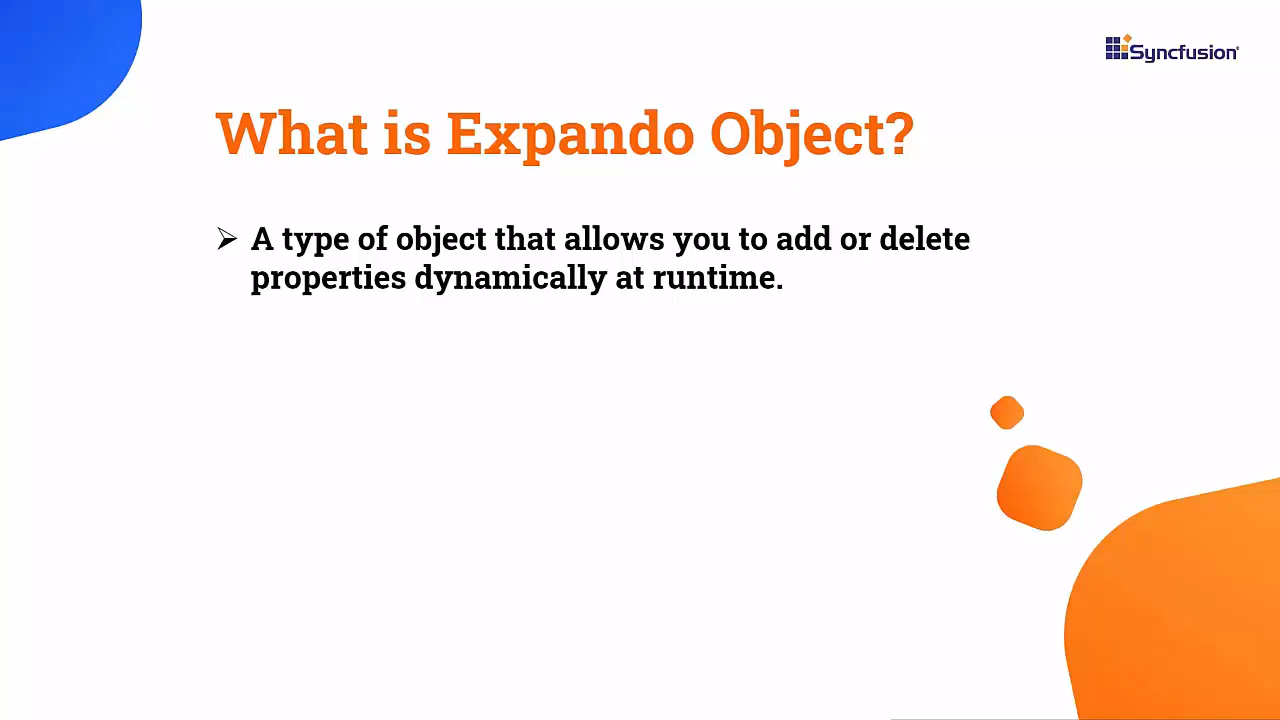 Syncfusion
What is Expando Object?
➢ A type of object that allows you to add or delete
properties dynamically at runtime.